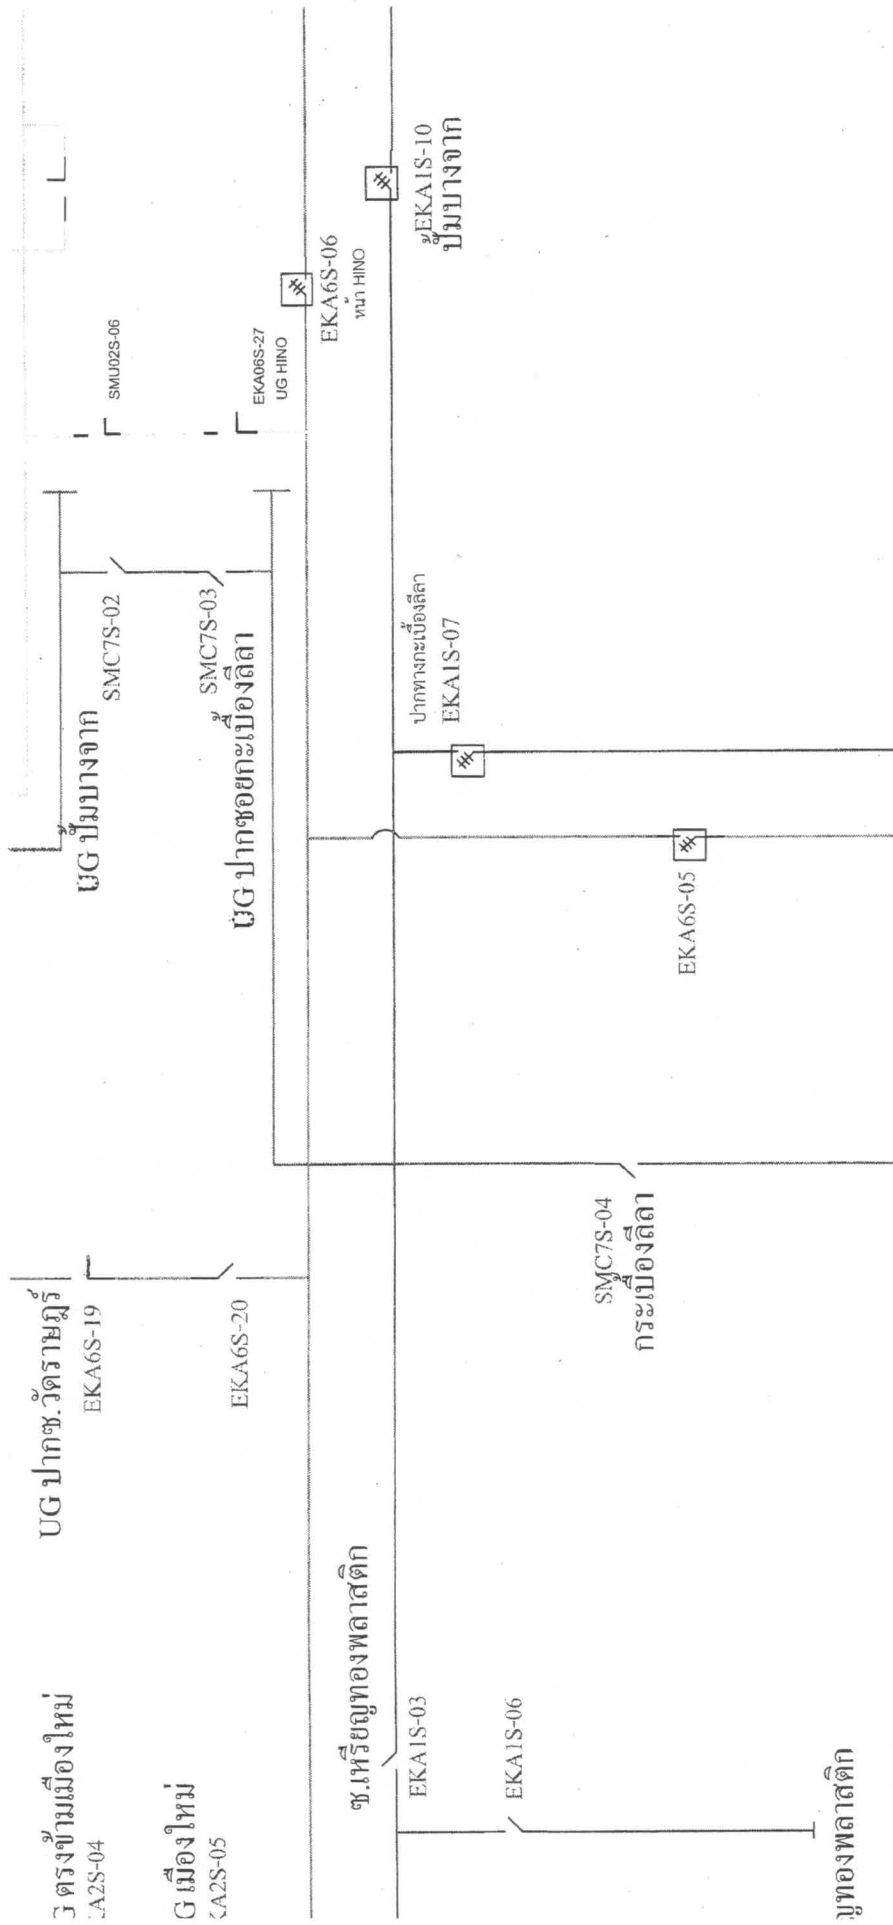 ตรงข้ามเมืองใหม่
A2S-04
G เมืองใหม่
A2S-05
UG ปากซ.วัดราษฎร์
EKA6S-19
EKA6S-20
UG ปั้มบางจาก
SMC7S-02
SMC7S-03
UG ปากซอยกะเบื้องลีลา
SMU02S-06
EKA06S-27
UG HINO
EKA6S-06
หน้า HINO
ซ.เหรียญทองพลาสติก
EKA1S-03
EKA1S-06
ปากทางกะเบื้องลีลา
EKA1S-07
EKA1S-10
ปั้มบางจาก
SMC7S-04
กระเบื้องลีลา
EKA6S-05
ญทองพลาสติก